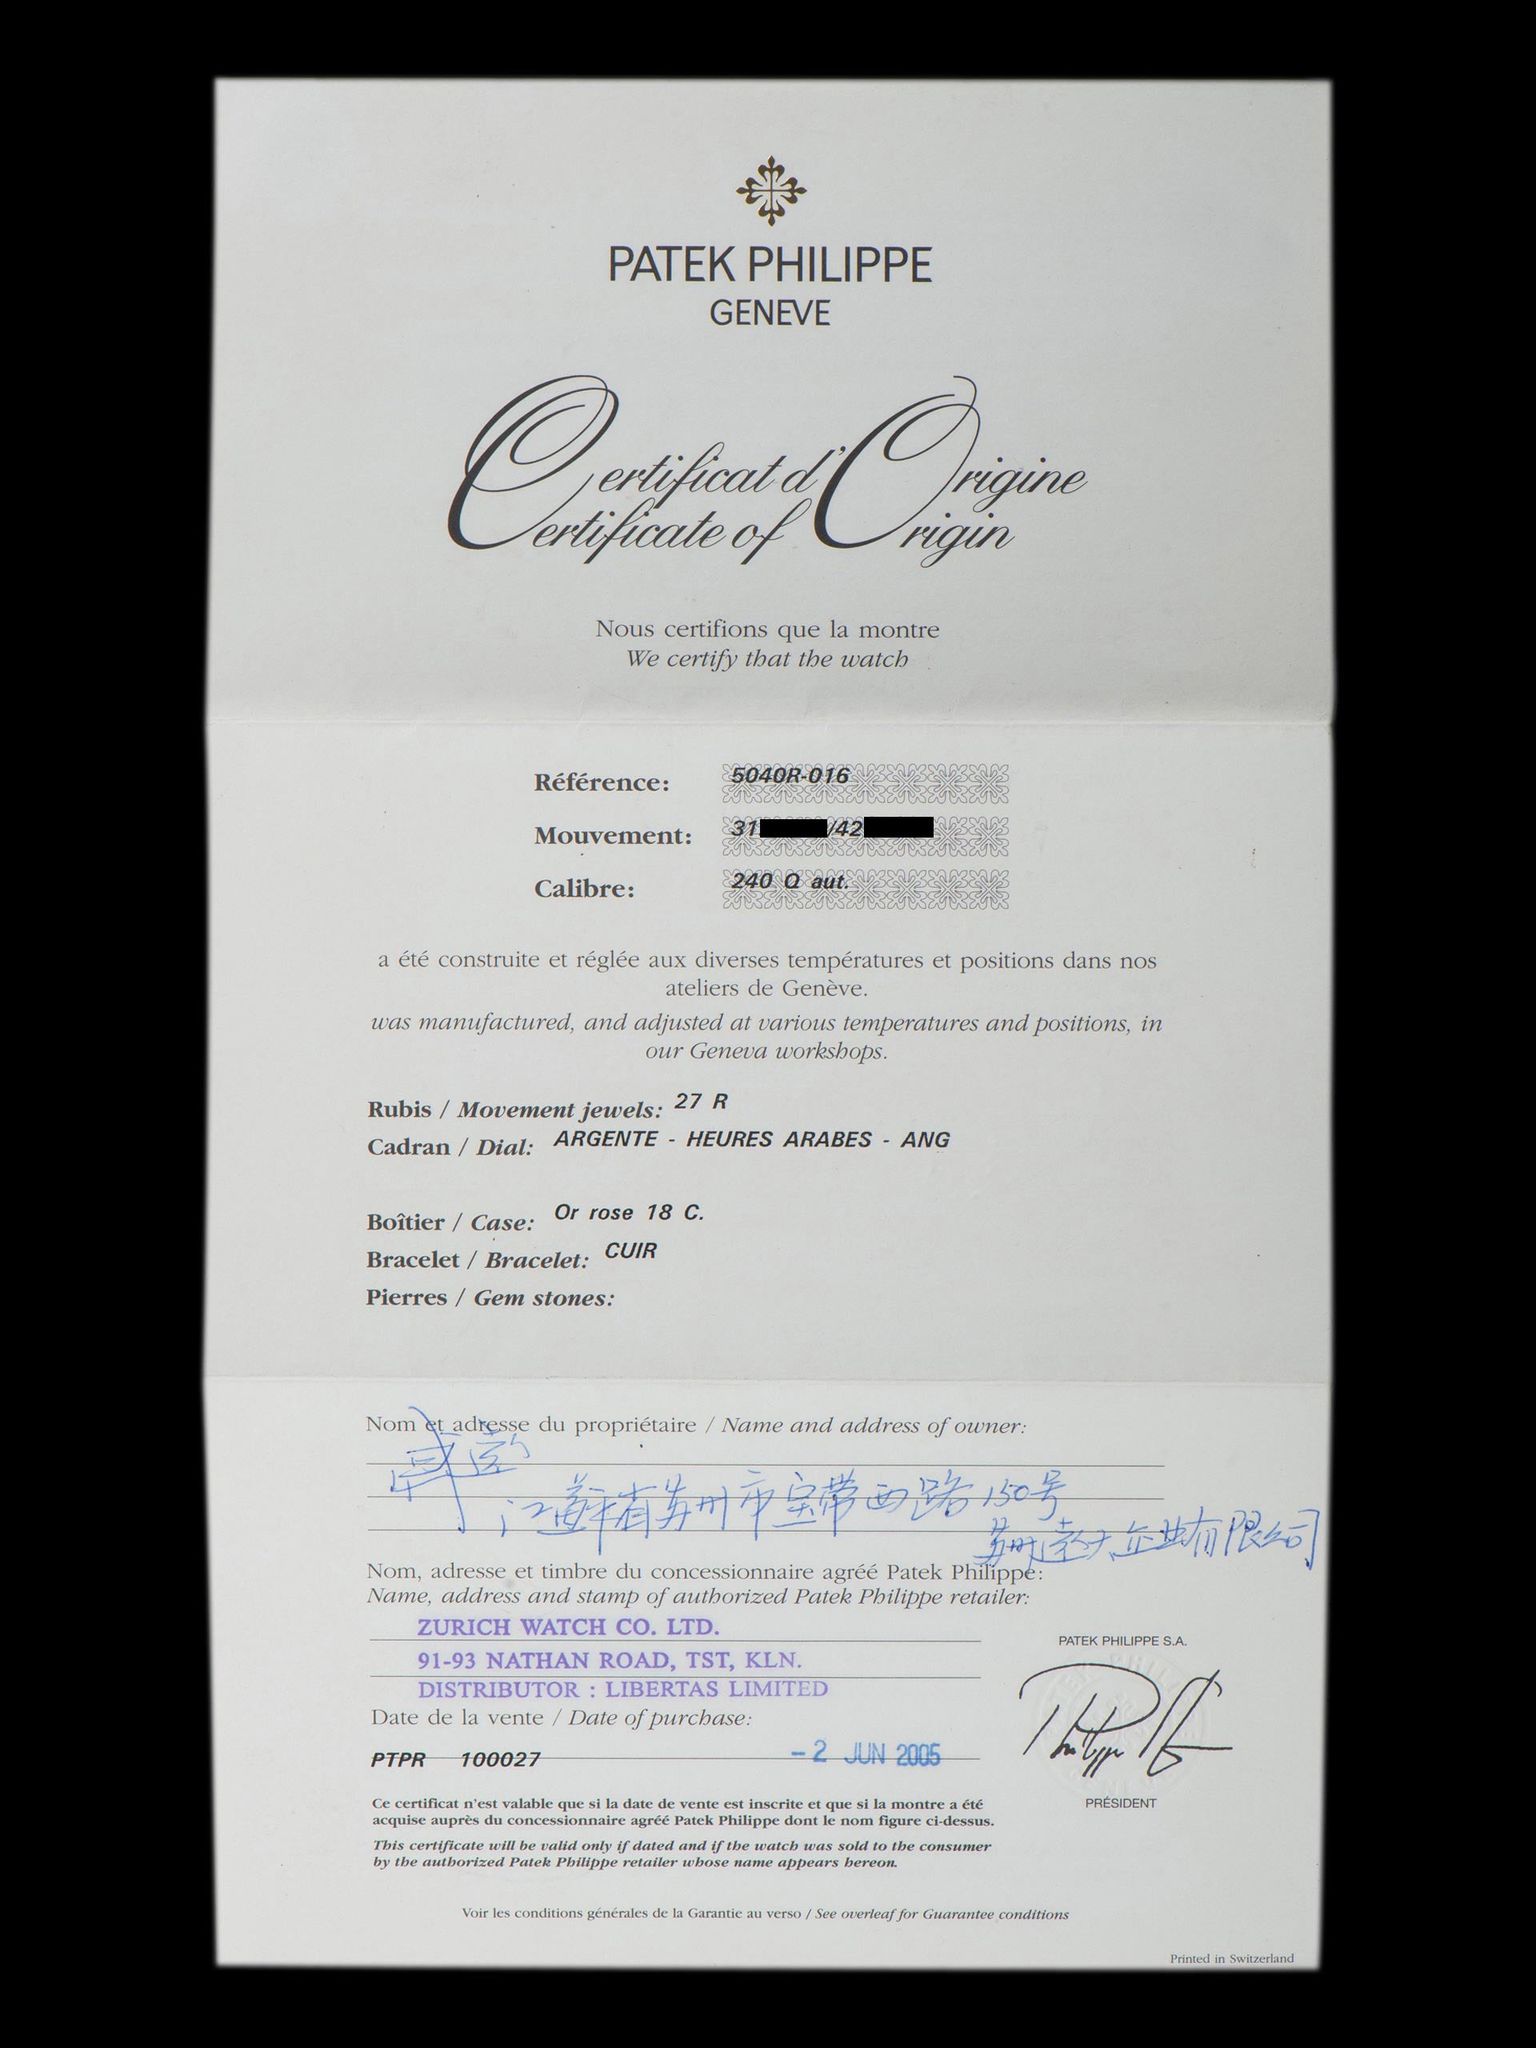 PATEK PHILIPPE
GENEVE
Certificat d'Origine
Certificate of Origin
Nous certifions que la montre
We certify that the watch
Référence: 5040R-016
Mouvement: 31 /42
Calibre: 240 Q aut.
a été construite et réglée aux diverses températures et positions dans nos
ateliers de Genève.
was manufactured, and adjusted at various temperatures and positions, in
our Geneva workshops.
Rubis / Movement jewels: 27 R
Cadran / Dial: ARGENTE - HEURES ARABES - ANG
Boîtier / Case: Or rose 18 C.
Bracelet / Bracelet: CUIR
Pierres / Gem stones:
Nom et adresse du propriétaire / Name and address of owner:
江蘇省苏州市宝带西路150号
苏州 大企业有限公司
Nom, adresse et timbre du concessionnaire agréé Patek Philippe:
Name, address and stamp of authorized Patek Philippe retailer:
ZURICH WATCH CO. LTD.
91-93 NATHAN ROAD, TST, KLN.
DISTRIBUTOR : LIBERTAS LIMITED
PATEK PHILIPPE S.A.
Date de la vente / Date of purchase:
PTPR 100027 -2 JUN 2005
PRÉSIDENT
Ce certificat n'est valable que si la date de vente est inscrite et que si la montre a été
acquise auprès du concessionnaire agréé Patek Philippe dont le nom figure ci-dessus.
This certificate will be valid only if dated and if the watch was sold to the consumer
by the authorized Patek Philippe retailer whose name appears hereon.
Voir les conditions générales de la Garantie au verso / See overleaf for Guarantee conditions
Printed in Switzerland